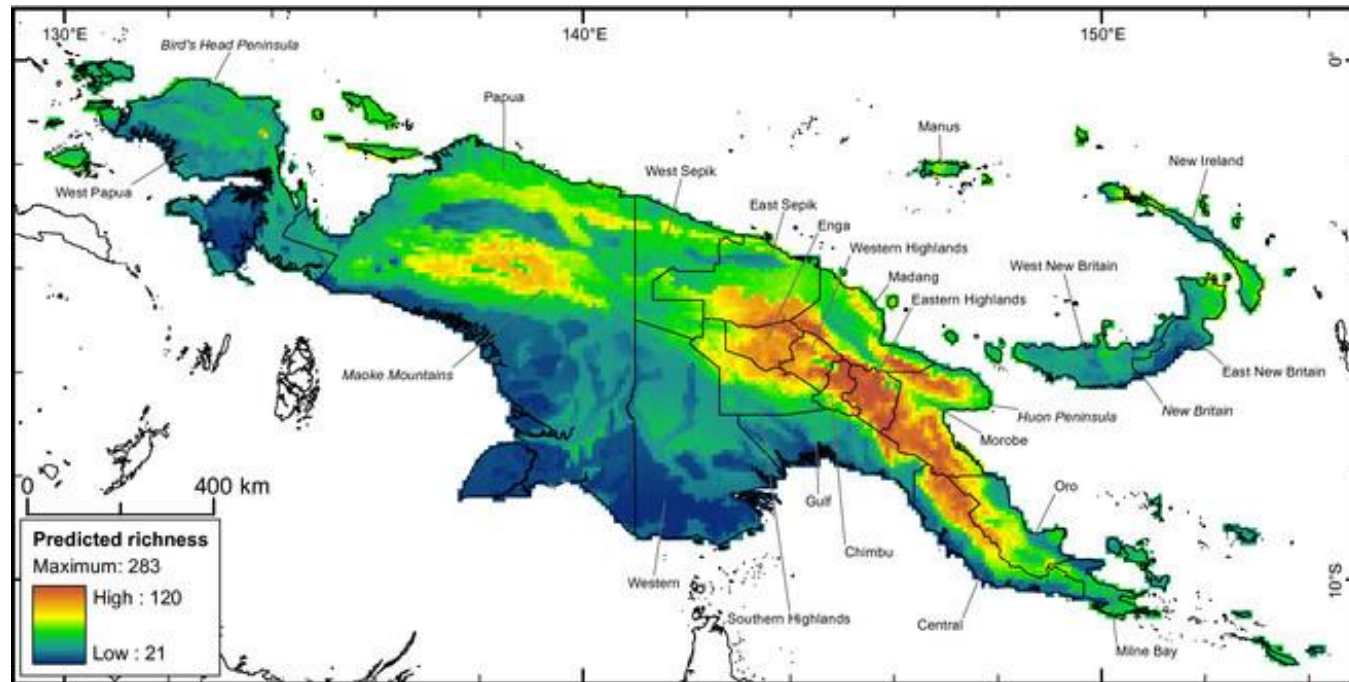 130°E
140°E
150°E
0°
Bird's Head Peninsula
Papua
Manus
New Ireland
West Papua
West Sepik
East Sepik
Enga
Western Highlands
West New Britain
Madang
Eastern Highlands
Maoke Mountains
East New Britain
Huon Peninsula
New Britain
Morobe
0
400 km
Gulf
Oro
Predicted richness
Maximum: 283
High : 120
Low : 21
Chimbu
Western
10°S
Southern Highlands
Central
Milne Bay